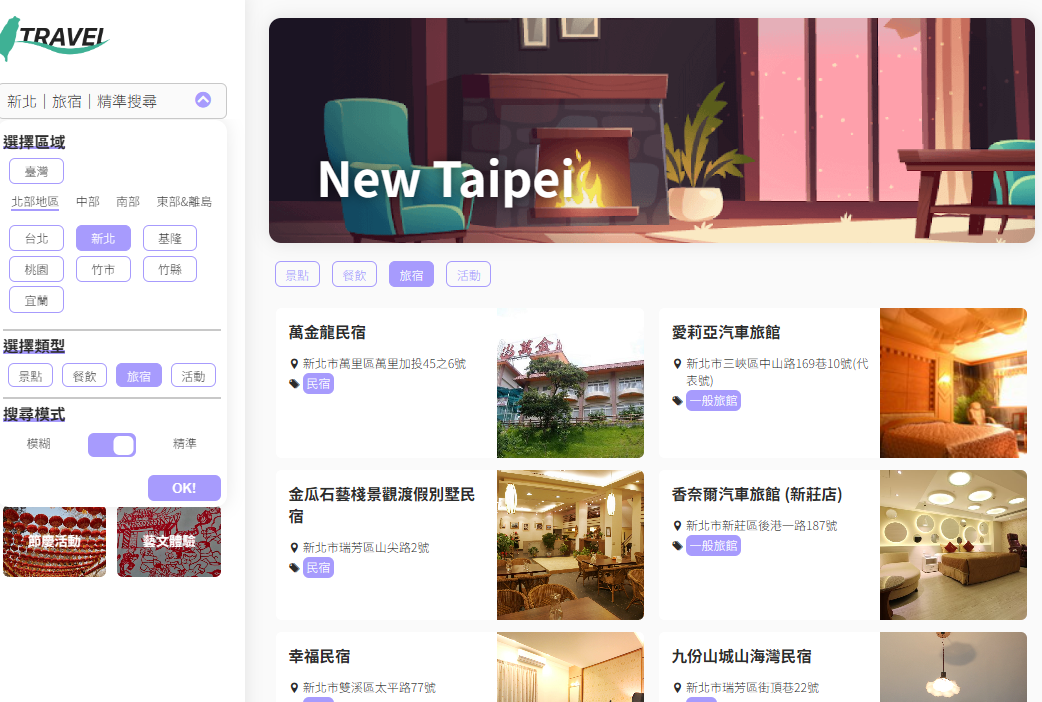 TRAVEL
新北｜旅宿｜精準搜尋
選擇區域
臺灣
北部地區 中部 南部 東部&離島
台北 新北 基隆
桃園 竹市 竹縣
宜蘭
選擇類型
景點 餐飲 旅宿 活動
搜尋模式
模糊 精準
OK!
節慶活動 藝文體驗
New Taipei
景點 餐飲 旅宿 活動
萬金龍民宿
新北市萬里區萬里加投45之6號
民宿
愛莉亞汽車旅館
新北市三峽區中山路169巷10號(代
表號)
一般旅館
金瓜石藝棧景觀渡假別墅民
宿
新北市瑞芳區山尖路2號
民宿
香奈爾汽車旅館 (新莊店)
新北市新莊區後港一路187號
一般旅館
幸福民宿
新北市雙溪區太平路77號
九份山城山海灣民宿
新北市瑞芳區街頂巷22號